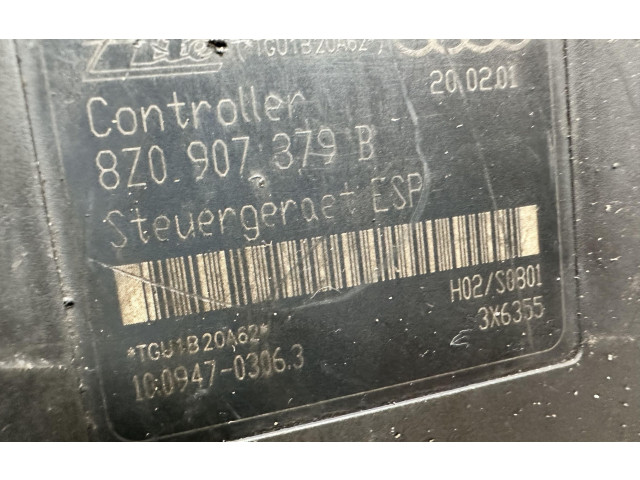 *TGU1B20A62*
20.02.01
Controller
8Z0 907 379 B
Steuergeraet ESP
H02/S0801
*TGU1B20A62* 3X6355
10.0947-0306.3